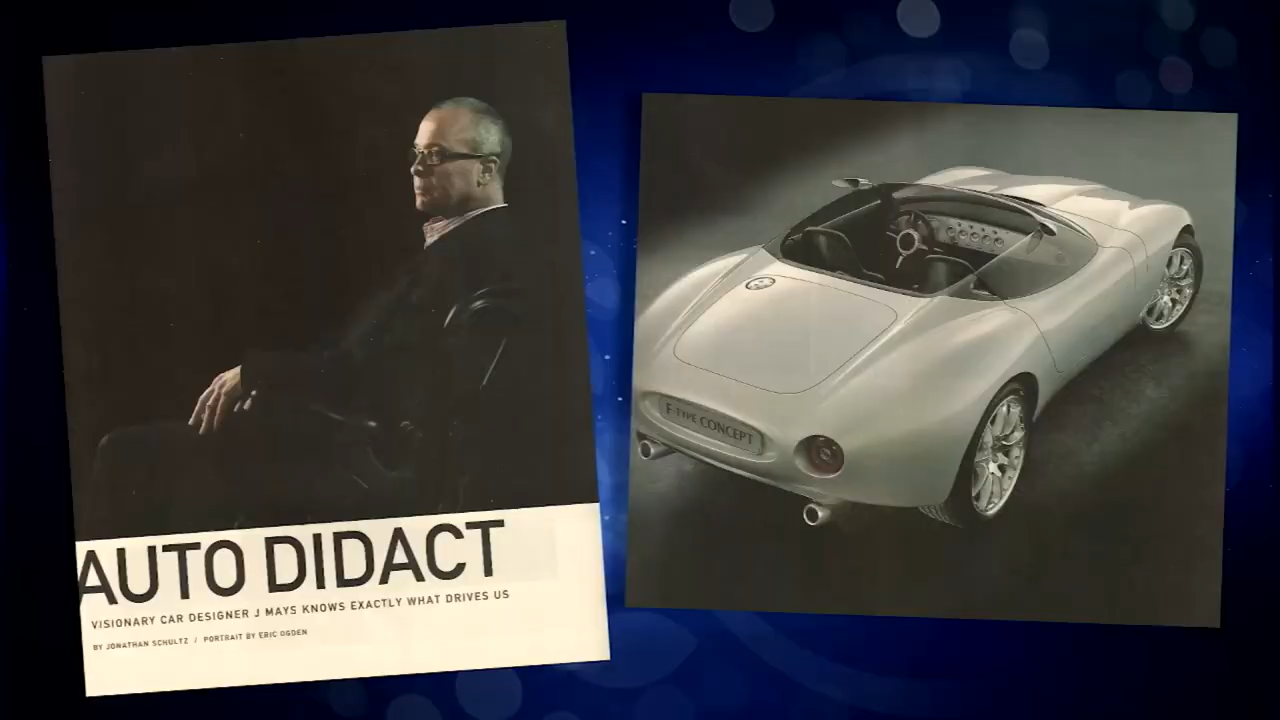 AUTO DIDACT
VISIONARY CAR DESIGNER J MAYS KNOWS EXACTLY WHAT DRIVES US
BY JONATHAN SCHULTZ / PORTRAIT BY ERIC OGDEN
F-TYPE CONCEPT